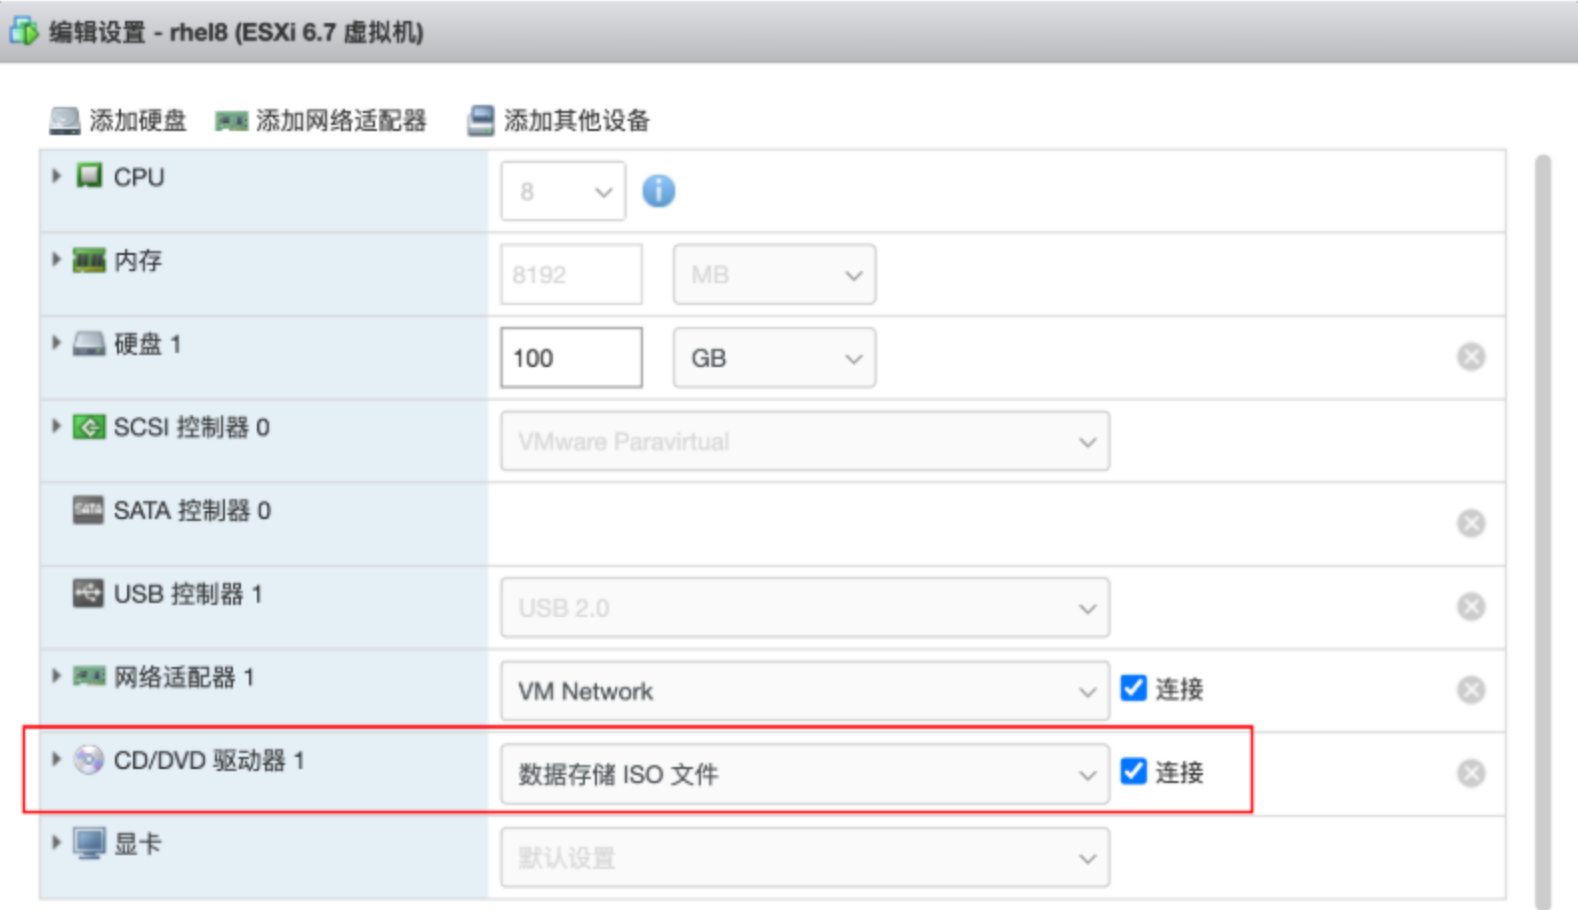 编辑设置 - rhel8 (ESXi 6.7 虚拟机)
添加硬盘 添加网络适配器 添加其他设备
CPU 8
内存 8192 MB
硬盘 1 100 GB
SCSI 控制器 0 VMware Paravirtual
SATA 控制器 0
USB 控制器 1 USB 2.0
网络适配器 1 VM Network 连接
CD/DVD 驱动器 1 数据存储 ISO 文件 连接
显卡 默认设置